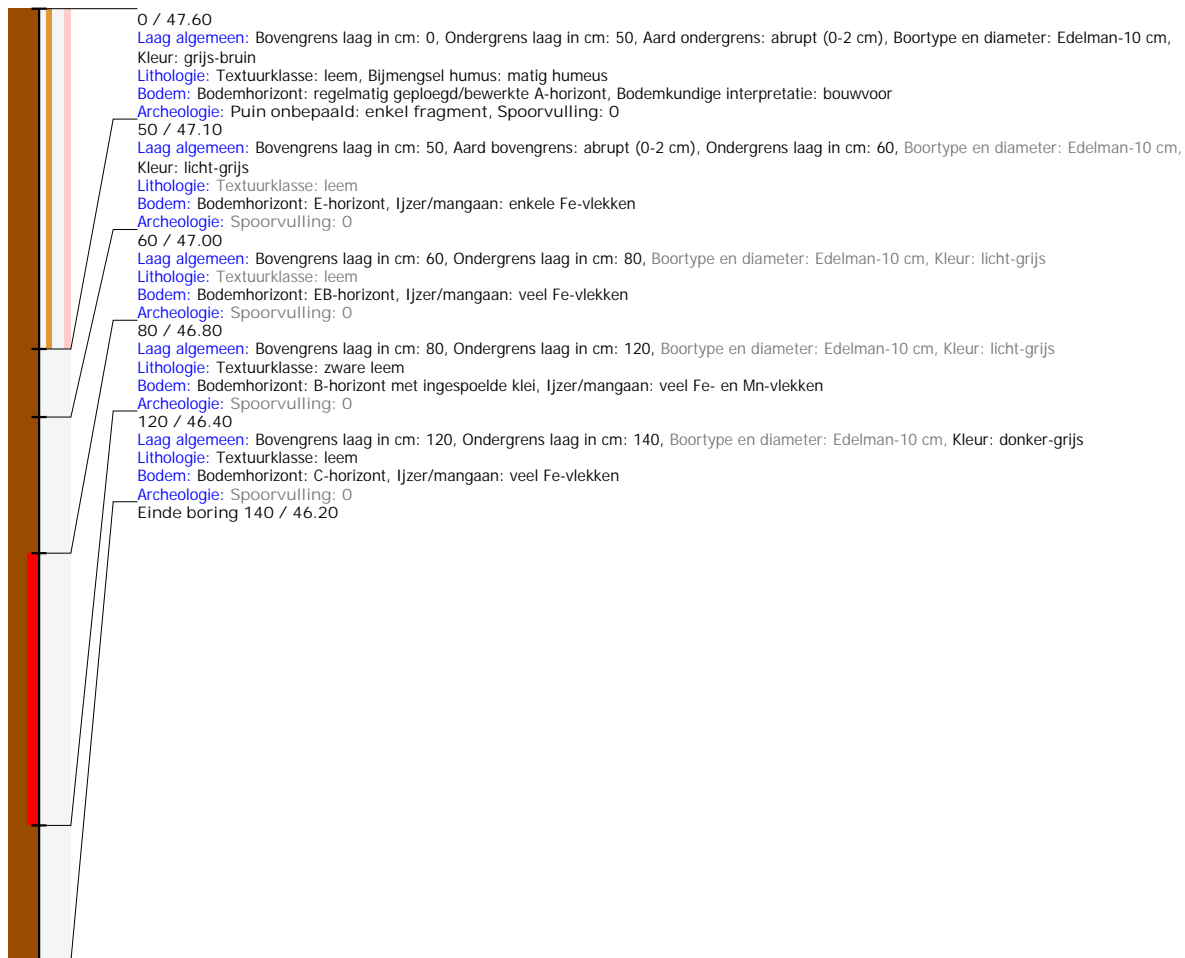 0 / 47.60
Laag algemeen: Bovengrens laag in cm: 0, Ondergrens laag in cm: 50, Aard ondergrens: abrupt (0-2 cm), Boortype en diameter: Edelman-10 cm,
Kleur: grijs-bruin
Lithologie: Textuurklasse: leem, Bijmengsel humus: matig humeus
Bodem: Bodemhorizont: regelmatig geploegd/bewerkte A-horizont, Bodemkundige interpretatie: bouwvoor
Archeologie: Puin onbepaald: enkel fragment, Spoorvulling: 0
50 / 47.10
Laag algemeen: Bovengrens laag in cm: 50, Aard bovengrens: abrupt (0-2 cm), Ondergrens laag in cm: 60, Boortype en diameter: Edelman-10 cm,
Kleur: licht-grijs
Lithologie: Textuurklasse: leem
Bodem: Bodemhorizont: E-horizont, Ijzer/mangaan: enkele Fe-vlekken
Archeologie: Spoorvulling: 0
60 / 47.00
Laag algemeen: Bovengrens laag in cm: 60, Ondergrens laag in cm: 80, Boortype en diameter: Edelman-10 cm, Kleur: licht-grijs
Lithologie: Textuurklasse: leem
Bodem: Bodemhorizont: EB-horizont, Ijzer/mangaan: veel Fe-vlekken
Archeologie: Spoorvulling: 0
80 / 46.80
Laag algemeen: Bovengrens laag in cm: 80, Ondergrens laag in cm: 120, Boortype en diameter: Edelman-10 cm, Kleur: licht-grijs
Lithologie: Textuurklasse: zware leem
Bodem: Bodemhorizont: B-horizont met ingespoelde klei, Ijzer/mangaan: veel Fe- en Mn-vlekken
Archeologie: Spoorvulling: 0
120 / 46.40
Laag algemeen: Bovengrens laag in cm: 120, Ondergrens laag in cm: 140, Boortype en diameter: Edelman-10 cm, Kleur: donker-grijs
Lithologie: Textuurklasse: leem
Bodem: Bodemhorizont: C-horizont, Ijzer/mangaan: veel Fe-vlekken
Archeologie: Spoorvulling: 0
Einde boring 140 / 46.20